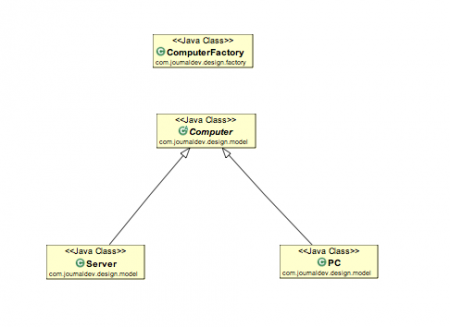 <<Java Class>>
ComputerFactory
com.journaldev.design.factory
<<Java Class>>
Computer
com.journaldev.design.model
<<Java Class>>
Server
com.journaldev.design.model
<<Java Class>>
PC
com.journaldev.design.model